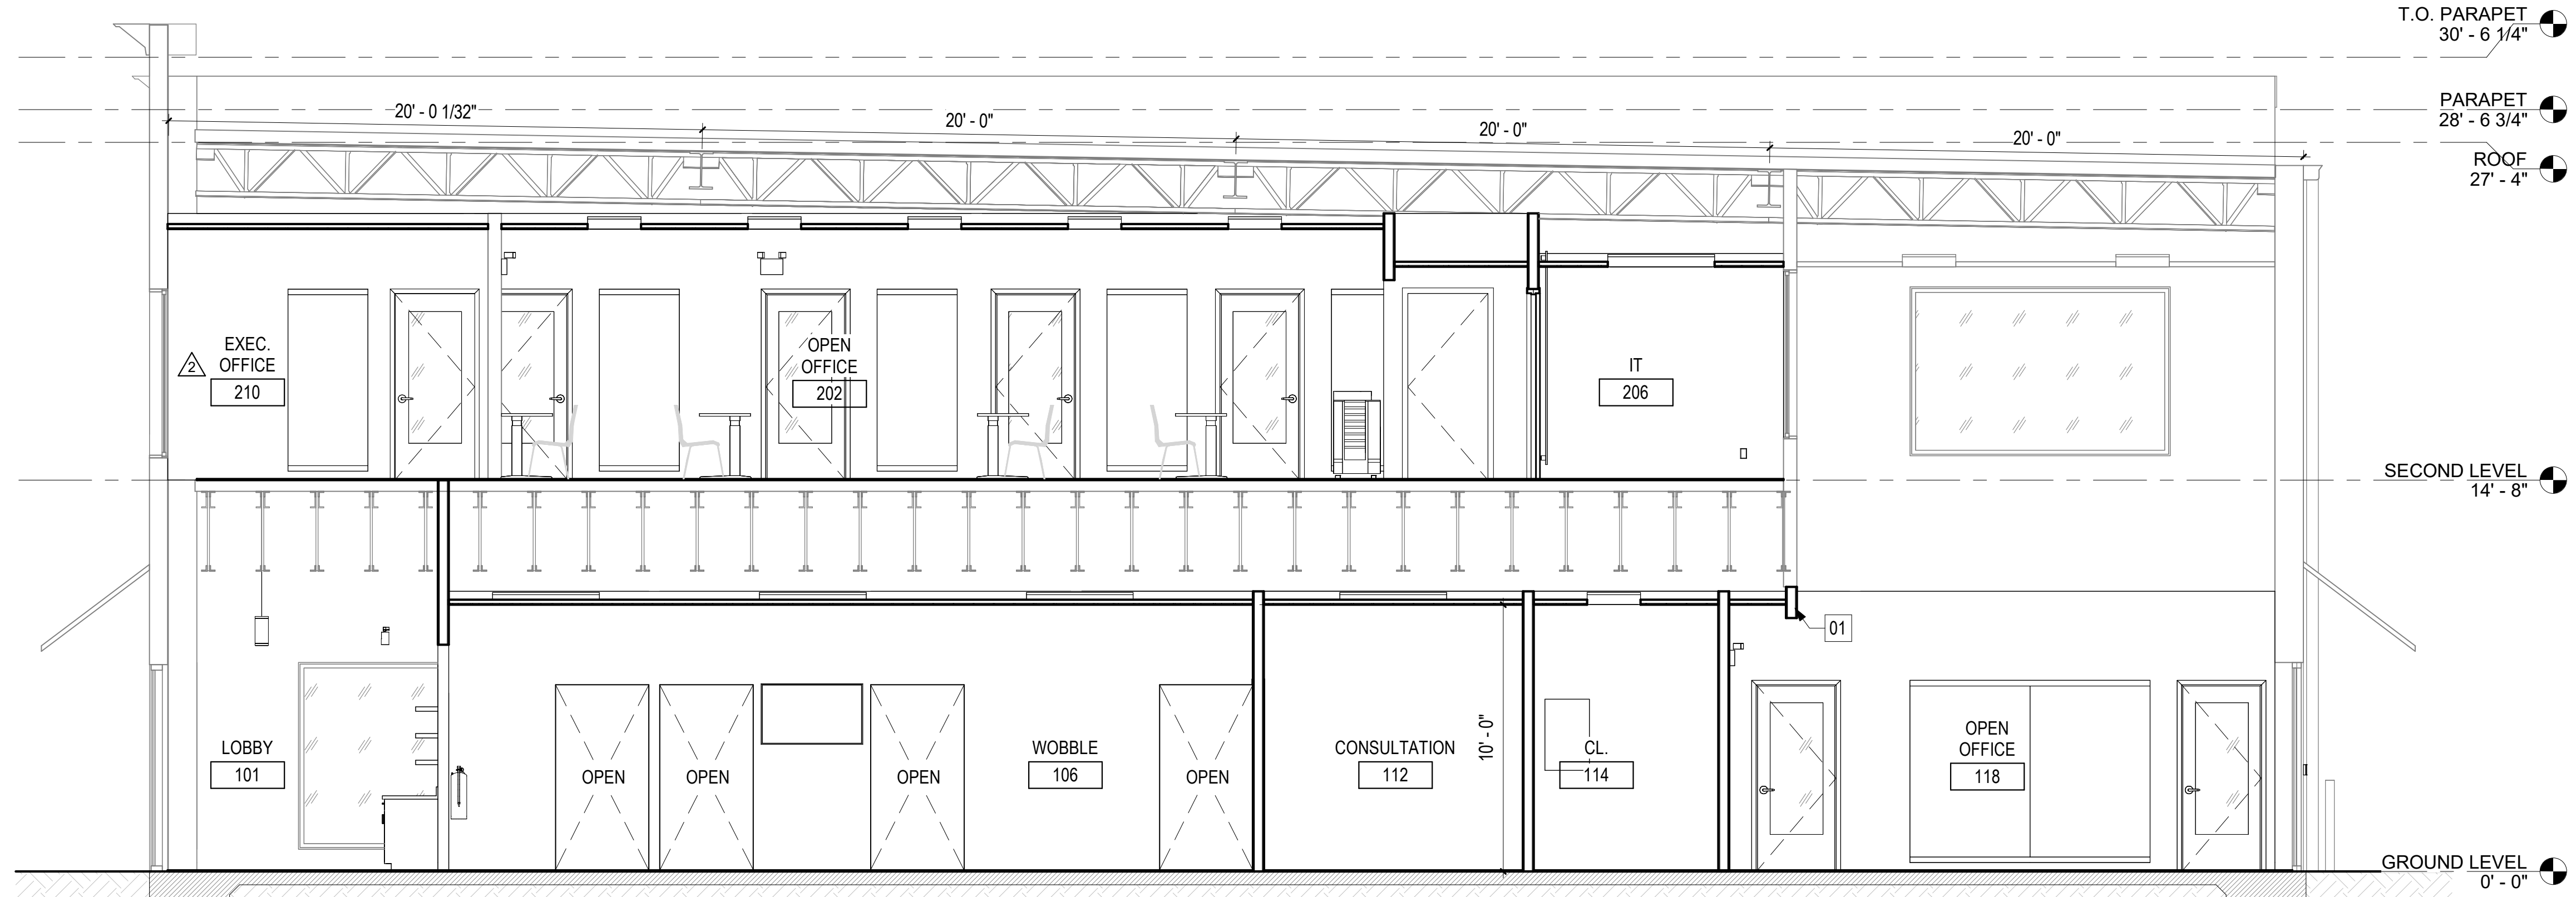 T.O. PARAPET
30' - 6 1/4"
PARAPET
28' - 6 3/4"
ROOF
27' - 4"
20' - 0 1/32"
20' - 0"
20' - 0"
20' - 0"
2
EXEC.
OFFICE
210
OPEN
OFFICE
202
IT
206
SECOND LEVEL
14' - 8"
01
LOBBY
101
OPEN
OPEN
OPEN
WOBBLE
106
OPEN
CONSULTATION
112
10' - 0"
CL.
114
OPEN
OFFICE
118
GROUND LEVEL
0' - 0"